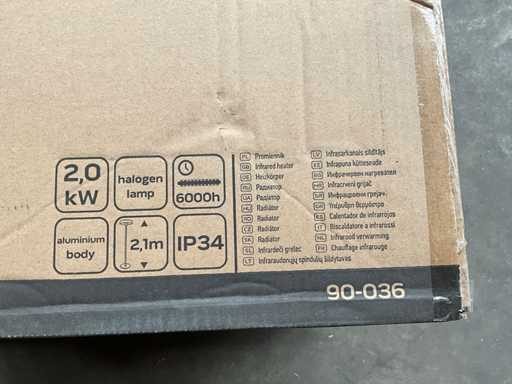 2,0
kW
halogen
lamp
6000h
aluminium
body
2,1m
IP34
PL Promiennik
GB Infrared heater
DE Heizkörper
RU Радиатор
UA Радіатор
HU Radiátor
RO Radiator
CZ Radiátor
SK Radiátor
SL Infrardeči grelec
LT Infraraudonųjų spindulių šildytuvas
LV Infrasarkanais sildītājs
EE Infrapuna kütteseade
BG Инфрачервен нагревател
HR Infracrveni grijač
SR Инфрацрвени грејач
GR Υπέρυθρη θερμάστρα
ES Calentador de infrarrojos
IT Riscaldatore a infrarossi
NL Infrarood verwarming
FR Chauffage infrarouge
90-036